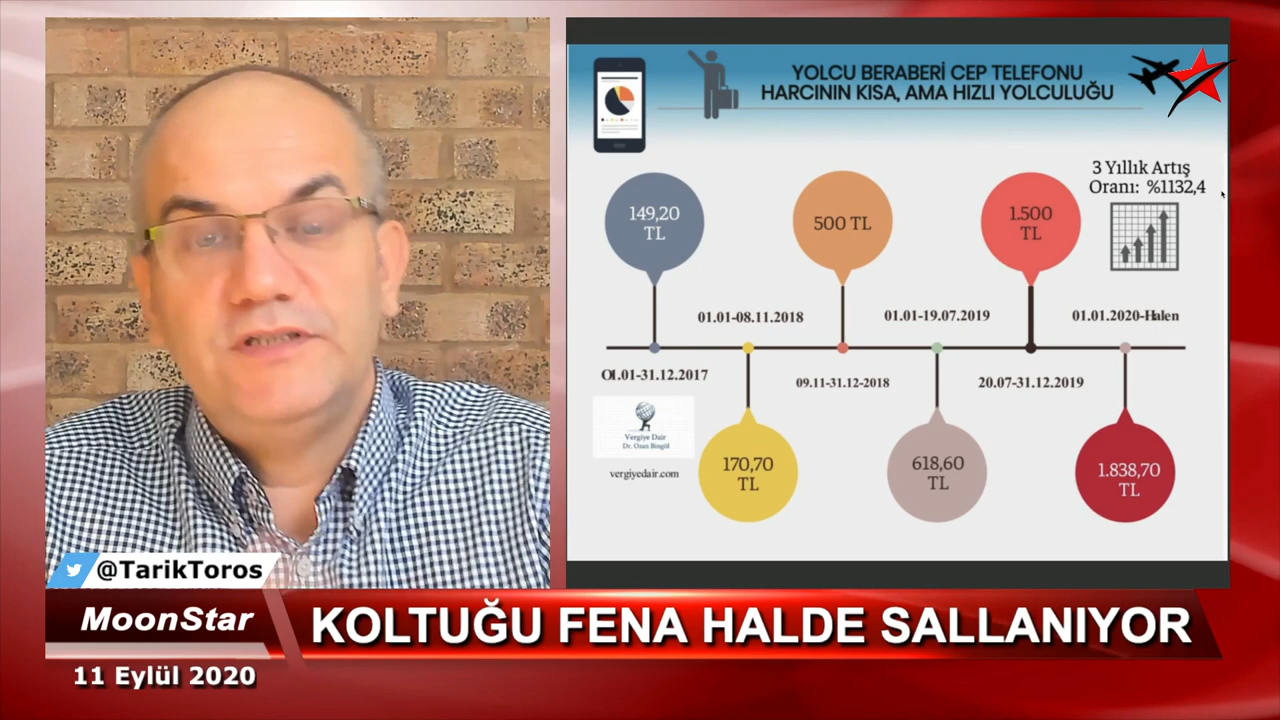 YOLCU BERABERİ CEP TELEFONU
HARCININ KISA, AMA HIZLI YOLCULUĞU
3 Yıllık Artış
Oranı: %1132,4
149,20
TL
500 TL
1.500
TL
01.01-08.11.2018
01.01-19.07.2019
01.01.2020-Halen
01.01-31.12.2017
09.11-31-12-2018
20.07-31.12.2019
Vergiye Dair
Dr. Ozan Bingöl
vergiyedair.com
170,70
TL
618,60
TL
1.838,70
TL
@TarikToros
MoonStar
KOLTUĞU FENA HALDE SALLANIYOR
11 Eylül 2020